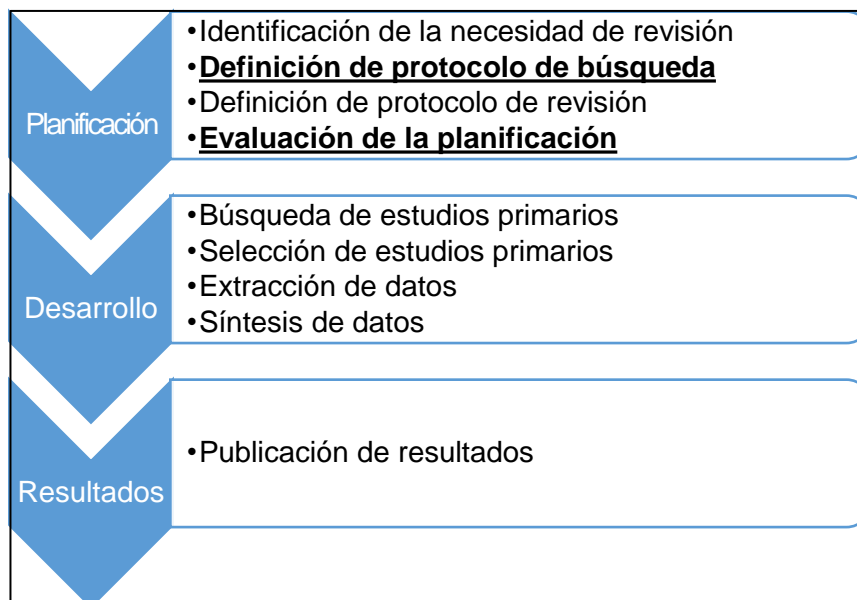 Planificación
•Identificación de la necesidad de revisión
•Definición de protocolo de búsqueda
•Definición de protocolo de revisión
•Evaluación de la planificación
Desarrollo
•Búsqueda de estudios primarios
•Selección de estudios primarios
•Extracción de datos
•Síntesis de datos
Resultados
•Publicación de resultados